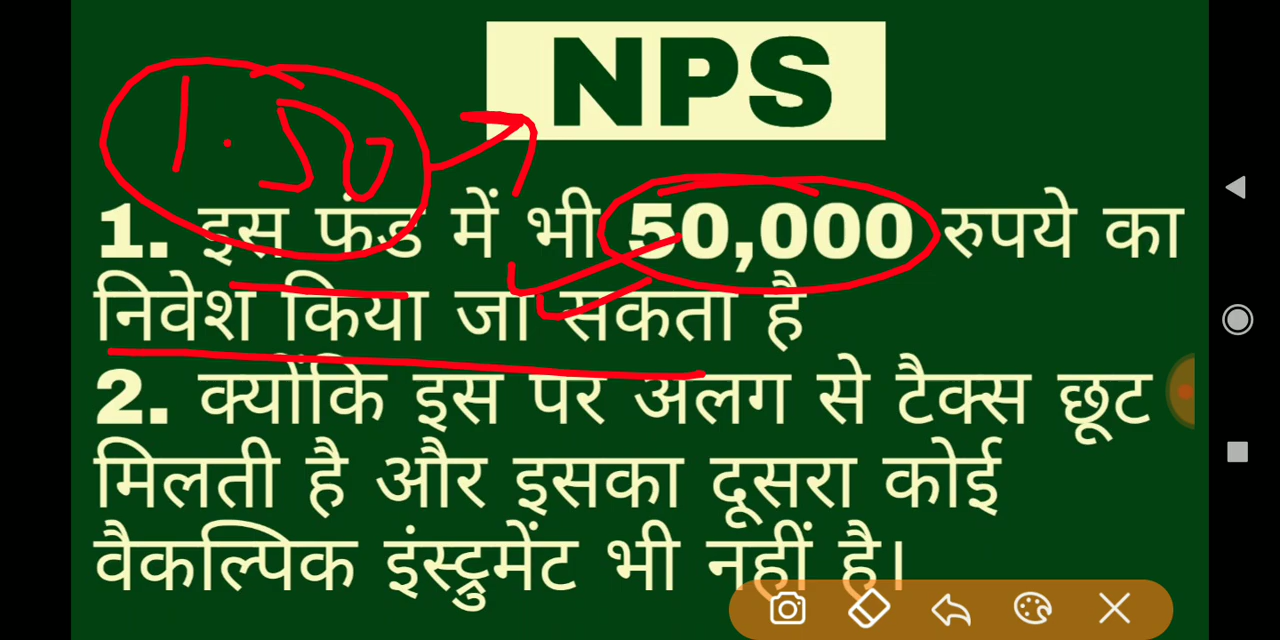 NPS
1.50
1. इस फंड में भी 50,000 रुपये का
निवेश किया जा सकता है
2. क्योंकि इस पर अलग से टैक्स छूट
मिलती है और इसका दूसरा कोई
वैकल्पिक इंस्ट्रुमेंट भी नहीं है।